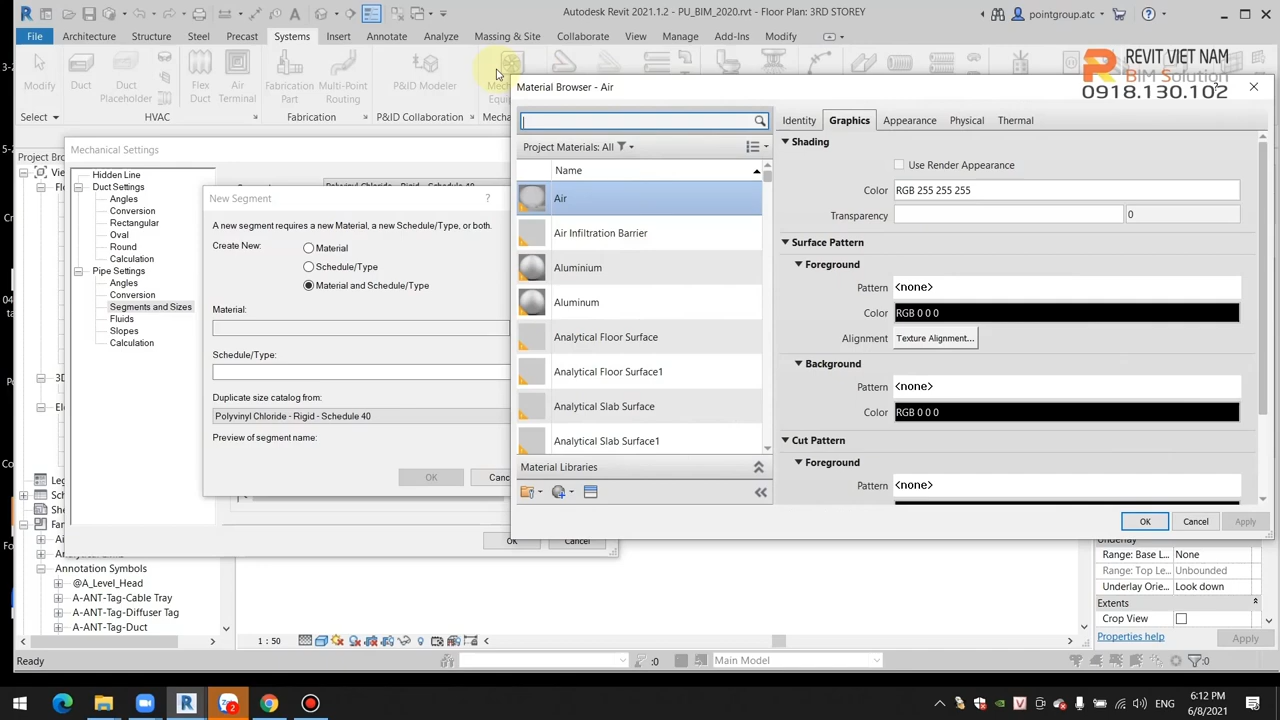 Autodesk Revit 2021.1.2 - PU_BIM_2020.rvt - Floor Plan: 3RD STOREY
pointgroup.atc
File Architecture Structure Steel Precast Systems Insert Annotate Analyze Massing & Site Collaborate View Manage Add-Ins Modify
REVIT VIET NAM
BIM Solution
0918.130.102
Modify
Duct
Duct
Placeholder
Flex
Duct
Air
Terminal
Fabrication
Part
Multi-Point
Routing
P&ID Modeler
Select HVAC Fabrication P&ID Collaboration
Project Bro
Mechanical Settings
Hidden Line
Duct Settings
Angles
Conversion
Rectangular
Oval
Round
Calculation
Pipe Settings
Angles
Conversion
Segments and Sizes
Fluids
Slopes
Calculation
New Segment
?
A new segment requires a new Material, a new Schedule/Type, or both.
Create New:
Material
Schedule/Type
Material and Schedule/Type
Material:
Schedule/Type:
Duplicate size catalog from:
Polyvinyl Chloride - Rigid - Schedule 40
Preview of segment name:
OK
Canc
OK
Cancel
Material Browser - Air
Project Materials: All
Name
Air
Air Infiltration Barrier
Aluminium
Aluminum
Analytical Floor Surface
Analytical Floor Surface1
Analytical Slab Surface
Analytical Slab Surface1
Material Libraries
Identity Graphics Appearance Physical Thermal
Shading
Use Render Appearance
Color RGB 255 255 255
Transparency 0
Surface Pattern
Foreground
Pattern <none>
Color RGB 0 0 0
Alignment Texture Alignment...
Background
Pattern <none>
Color RGB 0 0 0
Cut Pattern
Foreground
Pattern <none>
OK Cancel Apply
Annotation Symbols
@A_Level_Head
A-ANT-Tag-Cable Tray
A-ANT-Tag-Diffuser Tag
A-ANT-Tag-Duct
Range: Base L... None
Range: Top Le... Unbounded
Underlay Orie... Look down
Extents
Crop View
Properties help
Apply
1 : 50
Ready
:0
Main Model
:0
ENG
6:12 PM
6/8/2021